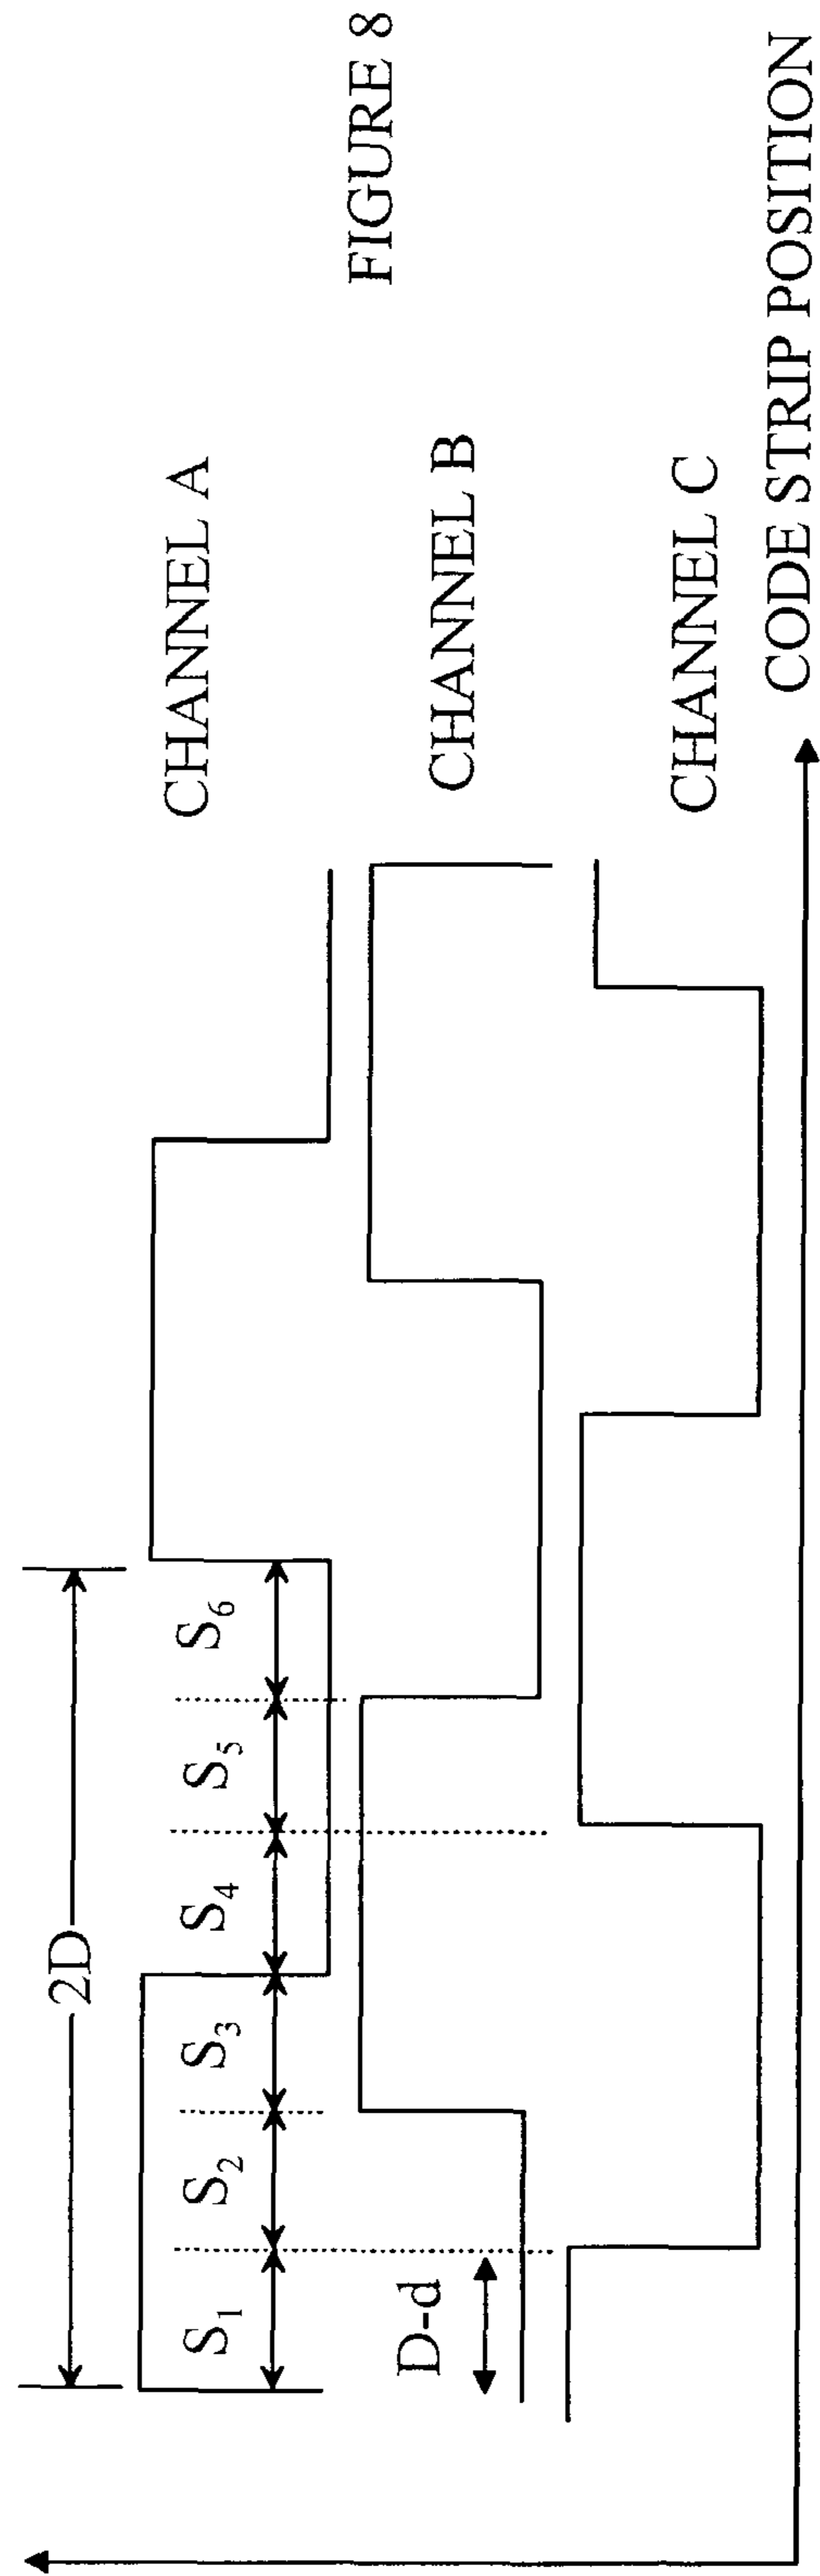 2D
S₁
S₂
S₃
S₄
S₅
S₆
CHANNEL A
D-d
CHANNEL B
CHANNEL C
CODE STRIP POSITION
FIGURE 8